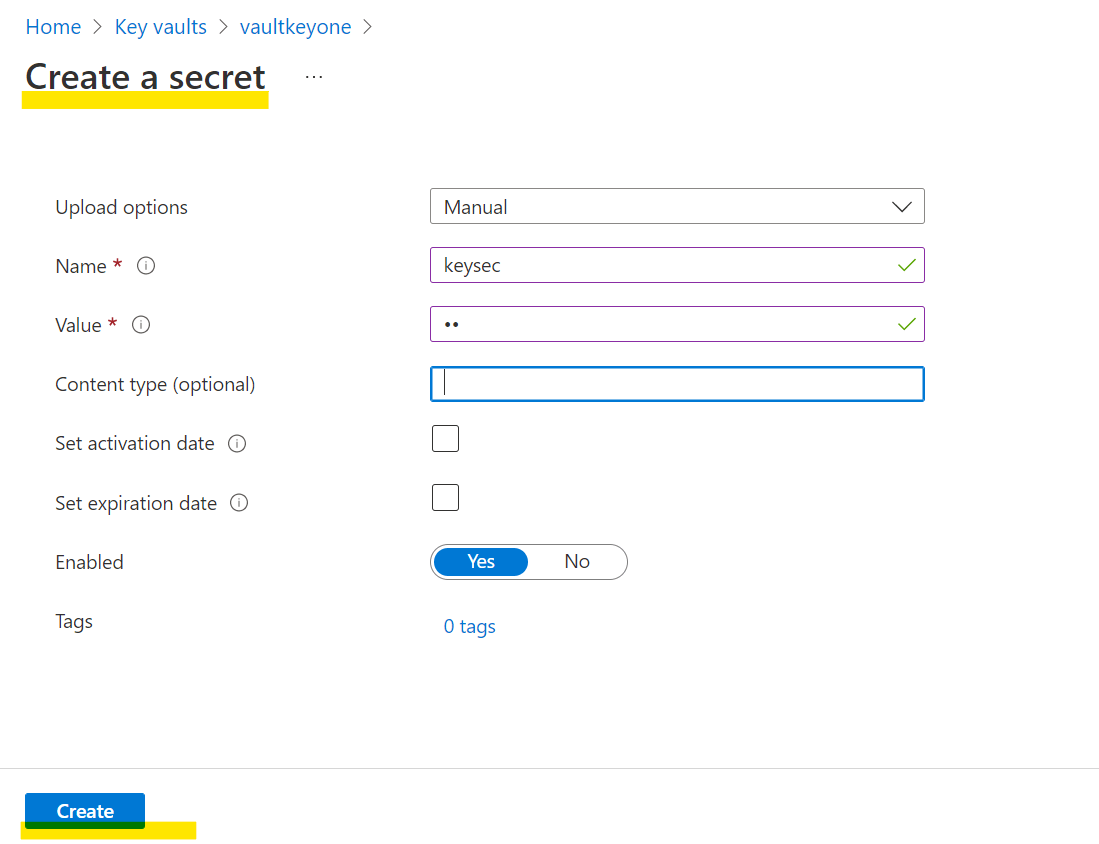 Home > Key vaults > vaultkeyone >
Create a secret ...
Upload options Manual
Name * keysec
Value * ••
Content type (optional)
Set activation date
Set expiration date
Enabled Yes No
Tags 0 tags
Create